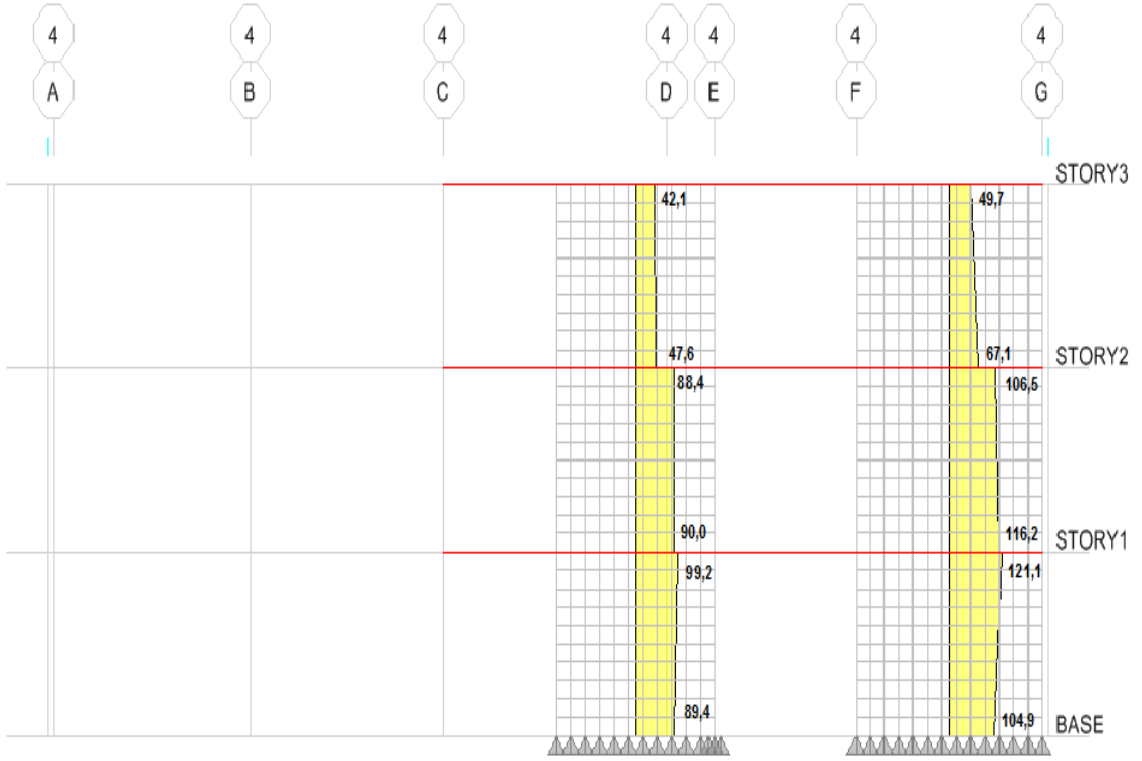 4 4 4 4 4 4 4
A B C D E F G
STORY3
42,1 49,7
47,6 67,1 STORY2
88,4 106,5
90,0 116,2 STORY1
99,2 121,1
89,4 104,9 BASE